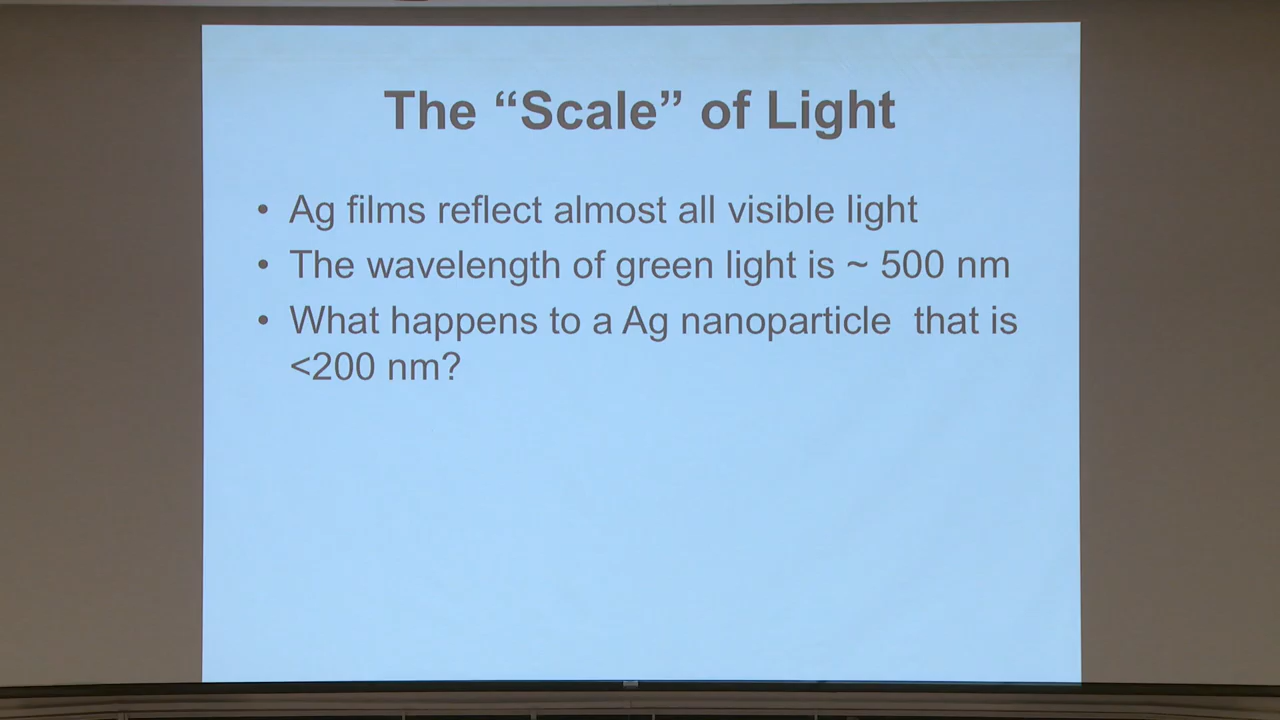 The “Scale” of Light
• Ag films reflect almost all visible light
• The wavelength of green light is ~ 500 nm
• What happens to a Ag nanoparticle  that is
<200 nm?